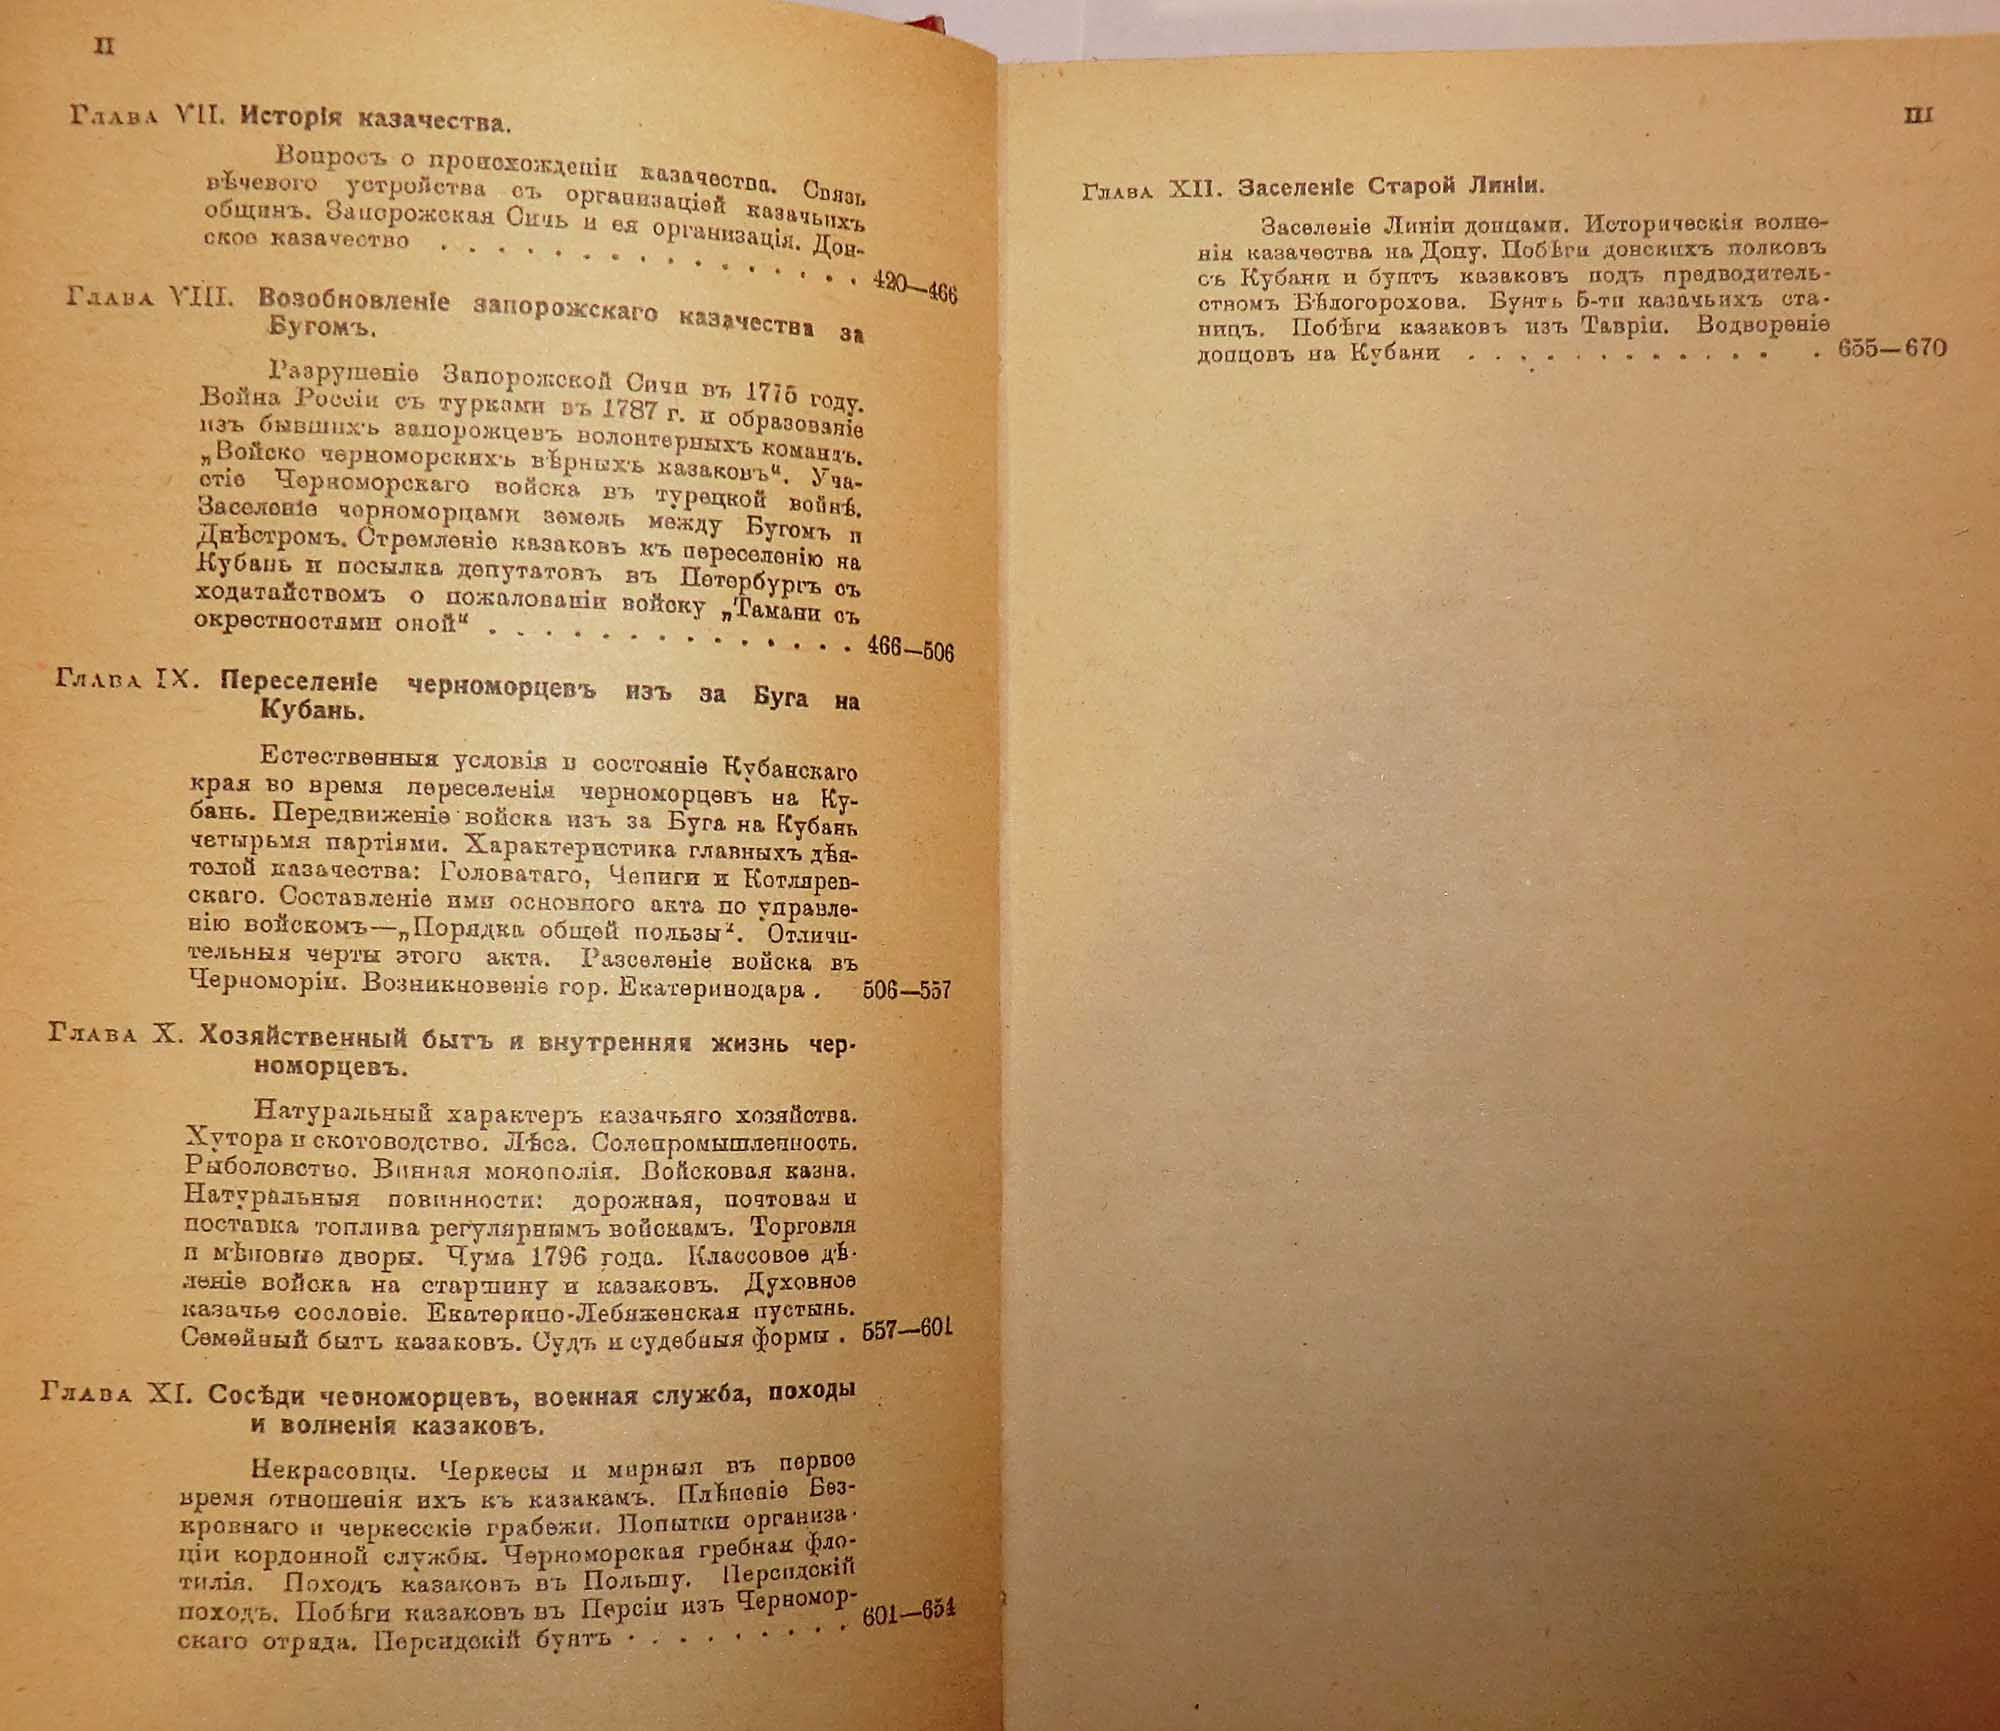 II
Глава VII. Исторія казачества.
Вопросъ о происхожденіи казачества. Связь
вѣчевого устройства съ организаціей казачьихъ
общинъ. Запорожская Сичь и ея организація. Дон-
ское казачество . . . . . . . . . . . . . . . . 420—466
Глава VIII. Возобновленіе запорожскаго казачества за
Бугомъ.
Разрушеніе Запорожской Сичи въ 1775 году.
Война Россіи съ турками въ 1787 г. и образованіе
изъ бывшихъ запорожцевъ волонтерныхъ командъ.
„Войско черноморскихъ вѣрныхъ казаковъ“. Уча-
стіе Черноморскаго войска въ турецкой войнѣ.
Заселеніе черноморцами земель между Бугомъ и
Днѣстромъ. Стремленіе казаковъ къ переселенію на
Кубань и посылка депутатовъ въ Петербургъ съ
ходатайствомъ о пожалованіи войску „Тамани съ
окрестностями оной“ . . . . . . . . . . . . . . 466—506
Глава IX. Переселеніе черноморцевъ изъ за Буга на
Кубань.
Естественныя условія и состояніе Кубанскаго
края во время переселенія черноморцевъ на Ку-
бань. Передвиженіе войска изъ за Буга на Кубань
четырьмя партіями. Характеристика главныхъ дѣя-
телой казачества: Головатаго, Чепиги и Котлярев-
скаго. Составленіе ими основного акта по управле-
нію войскомъ—„Порядка общей пользы“. Отличи-
тельныя черты этого акта. Разселеніе войска въ
Черноморіи. Возникновеніе гор. Екатеринодара . 506—557
Глава X. Хозяйственный бытъ и внутренняя жизнь чер-
номорцевъ.
Натуральный характеръ казачьяго хозяйства.
Хутора и скотоводство. Лѣса. Солепромышленность.
Рыболовство. Винная монополія. Войсковая казна.
Натуральныя повинности: дорожная, почтовая и
поставка топлива регулярнымъ войскамъ. Торговля
и мѣновые дворы. Чума 1796 года. Классовое дѣ-
леніе войска на старшину и казаковъ. Духовное
казачье сословіе. Екатерино-Лебяженская пустынь.
Семейный бытъ казаковъ. Судъ и судебныя формы . 557—601
Глава XI. Сосѣди черноморцевъ, военная служба, походы
и волненія казаковъ.
Некрасовцы. Черкесы и мирныя въ первое
время отношенія ихъ къ казакамъ. Плѣненіе Без-
кровнаго и черкесскіе грабежи. Попытки организа-
ціи кордонной службы. Черноморская гребная фло-
тилія. Походъ казаковъ въ Польшу. Персидскій
походъ. Побѣги казаковъ въ Персіи изъ Черномор-
скаго отряда. Персидскій бунтъ . . . . . . . . . 601—654
III
Глава XII. Заселеніе Старой Линіи.
Заселеніе Линіи донцами. Историческія волне-
нія казачества на Дону. Побѣги донскихъ полковъ
съ Кубани и бунтъ казаковъ подъ предводитель-
ствомъ Бѣлогорохова. Бунтъ 5-ти казачьихъ ста-
ницъ. Побѣги казаковъ изъ Тавріи. Водвореніе
донцовъ на Кубани . . . . . . . . . . . . . . 655—670